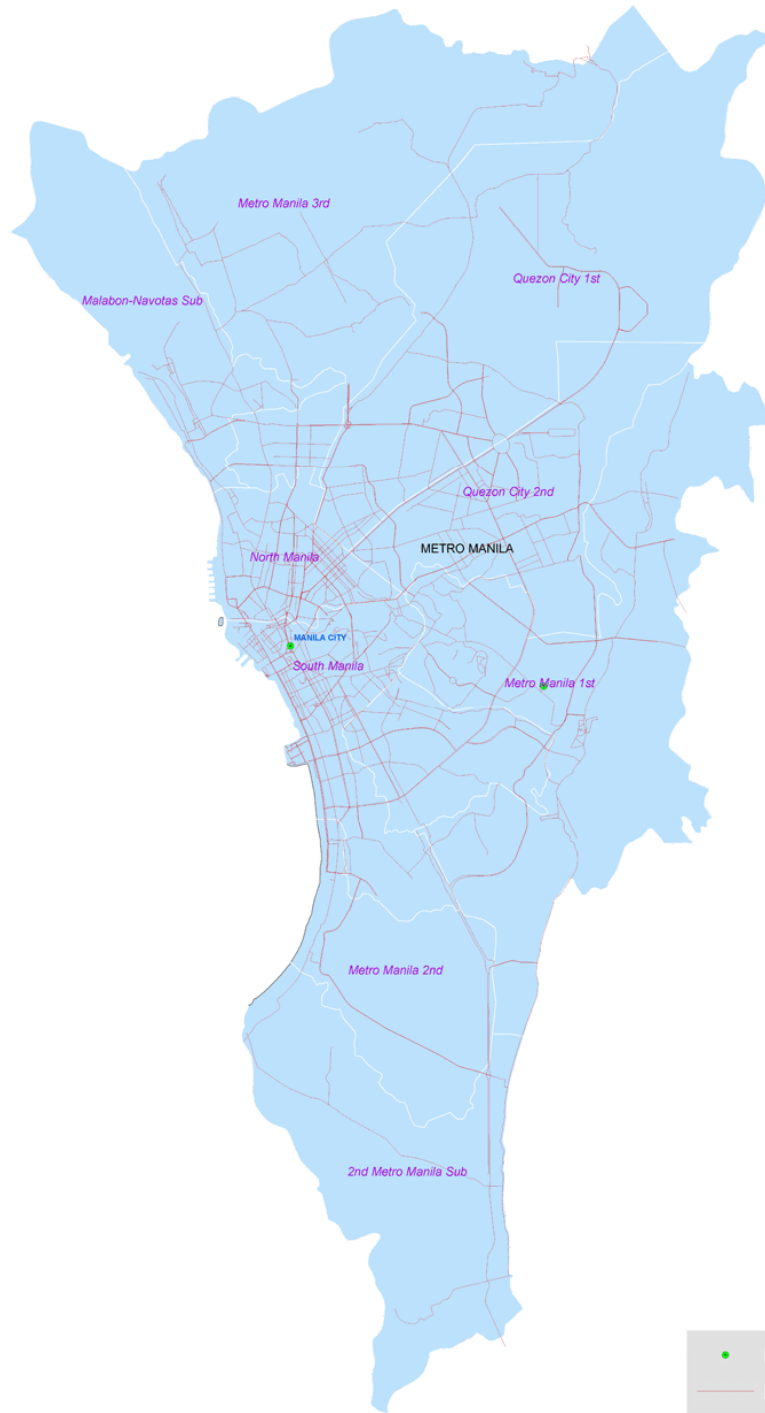 Metro Manila 3rd
Quezon City 1st
Malabon-Navotas Sub
Quezon City 2nd
METRO MANILA
North Manila
MANILA CITY
South Manila
Metro Manila 1st
Metro Manila 2nd
2nd Metro Manila Sub